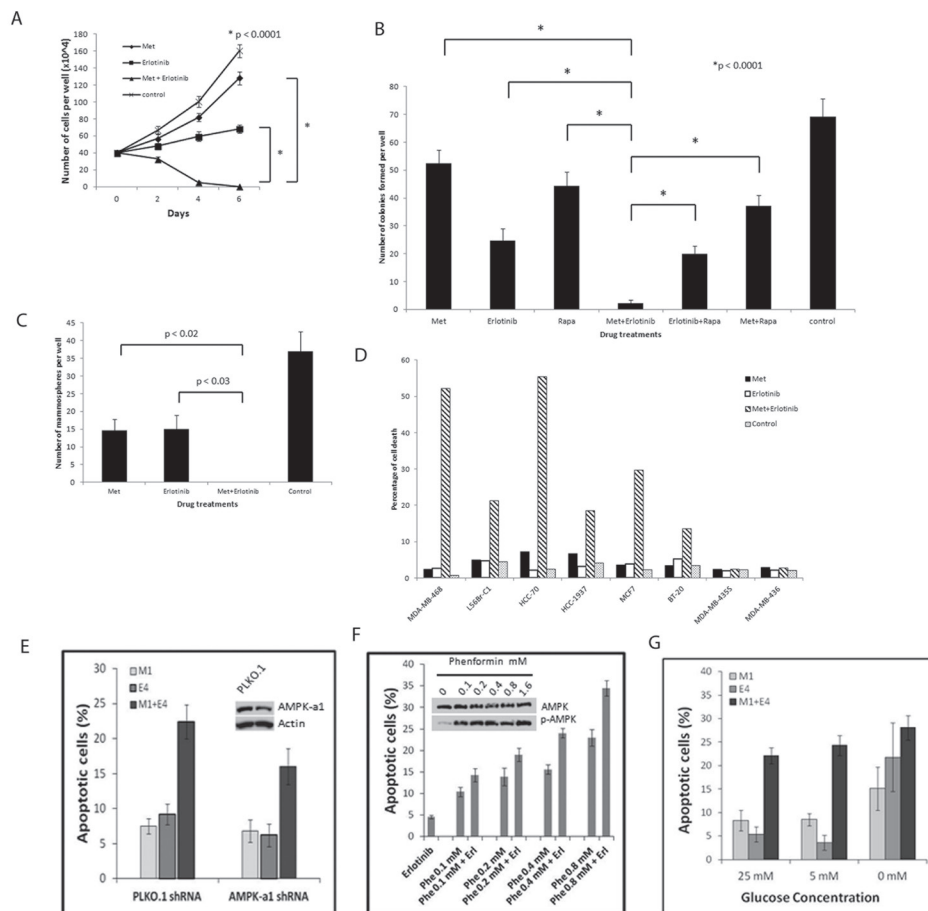 A
* p < 0.0001
Number of cells per well (x10^4)
180
160
140
120
100
80
60
40
20
0
Met
Erlotinib
Met + Erlotinib
control
*
*
0 2 4 6
Days
B
*p < 0.0001
Number of colonies formed per well
80
70
60
50
40
30
20
10
0
*
*
*
*
*
Met Erlotinib Rapa Met+Erlotinib Erlotinib+Rapa Met+Rapa control
Drug treatments
C
Number of mammospheres per well
45
40
35
30
25
20
15
10
5
0
p < 0.02
p < 0.03
Met Erlotinib Met+Erlotinib Control
Drug treatments
D
Percentage of cell death
60
50
40
30
20
10
0
Met
Erlotinib
Met+Erlotinib
Control
MDA-MB-468 L56Br-C1 HCC-70 HCC-1937 MCF7 BT-20 MDA-MB-435S MDA-MB-436
E
Apoptotic cells (%)
30
25
20
15
10
5
0
M1
E4
M1+E4
PLKO.1
AMPK-a1
Actin
PLKO.1 shRNA AMPK-a1 shRNA
F
Apoptotic cells (%)
40
35
30
25
20
15
10
5
0
Phenformin mM
0 0.1 0.2 0.4 0.8 1.6
AMPK
p-AMPK
Erlotinib
Phe 0.1 mM
Phe 0.1 mM + Erl
Phe 0.2 mM
Phe 0.2 mM + Erl
Phe 0.4 mM
Phe 0.4 mM + Erl
Phe 0.8 mM
Phe 0.8 mM + Erl
G
Apoptotic cells (%)
40
35
30
25
20
15
10
5
0
M1
E4
M1+E4
25 mM 5 mM 0 mM
Glucose Concentration